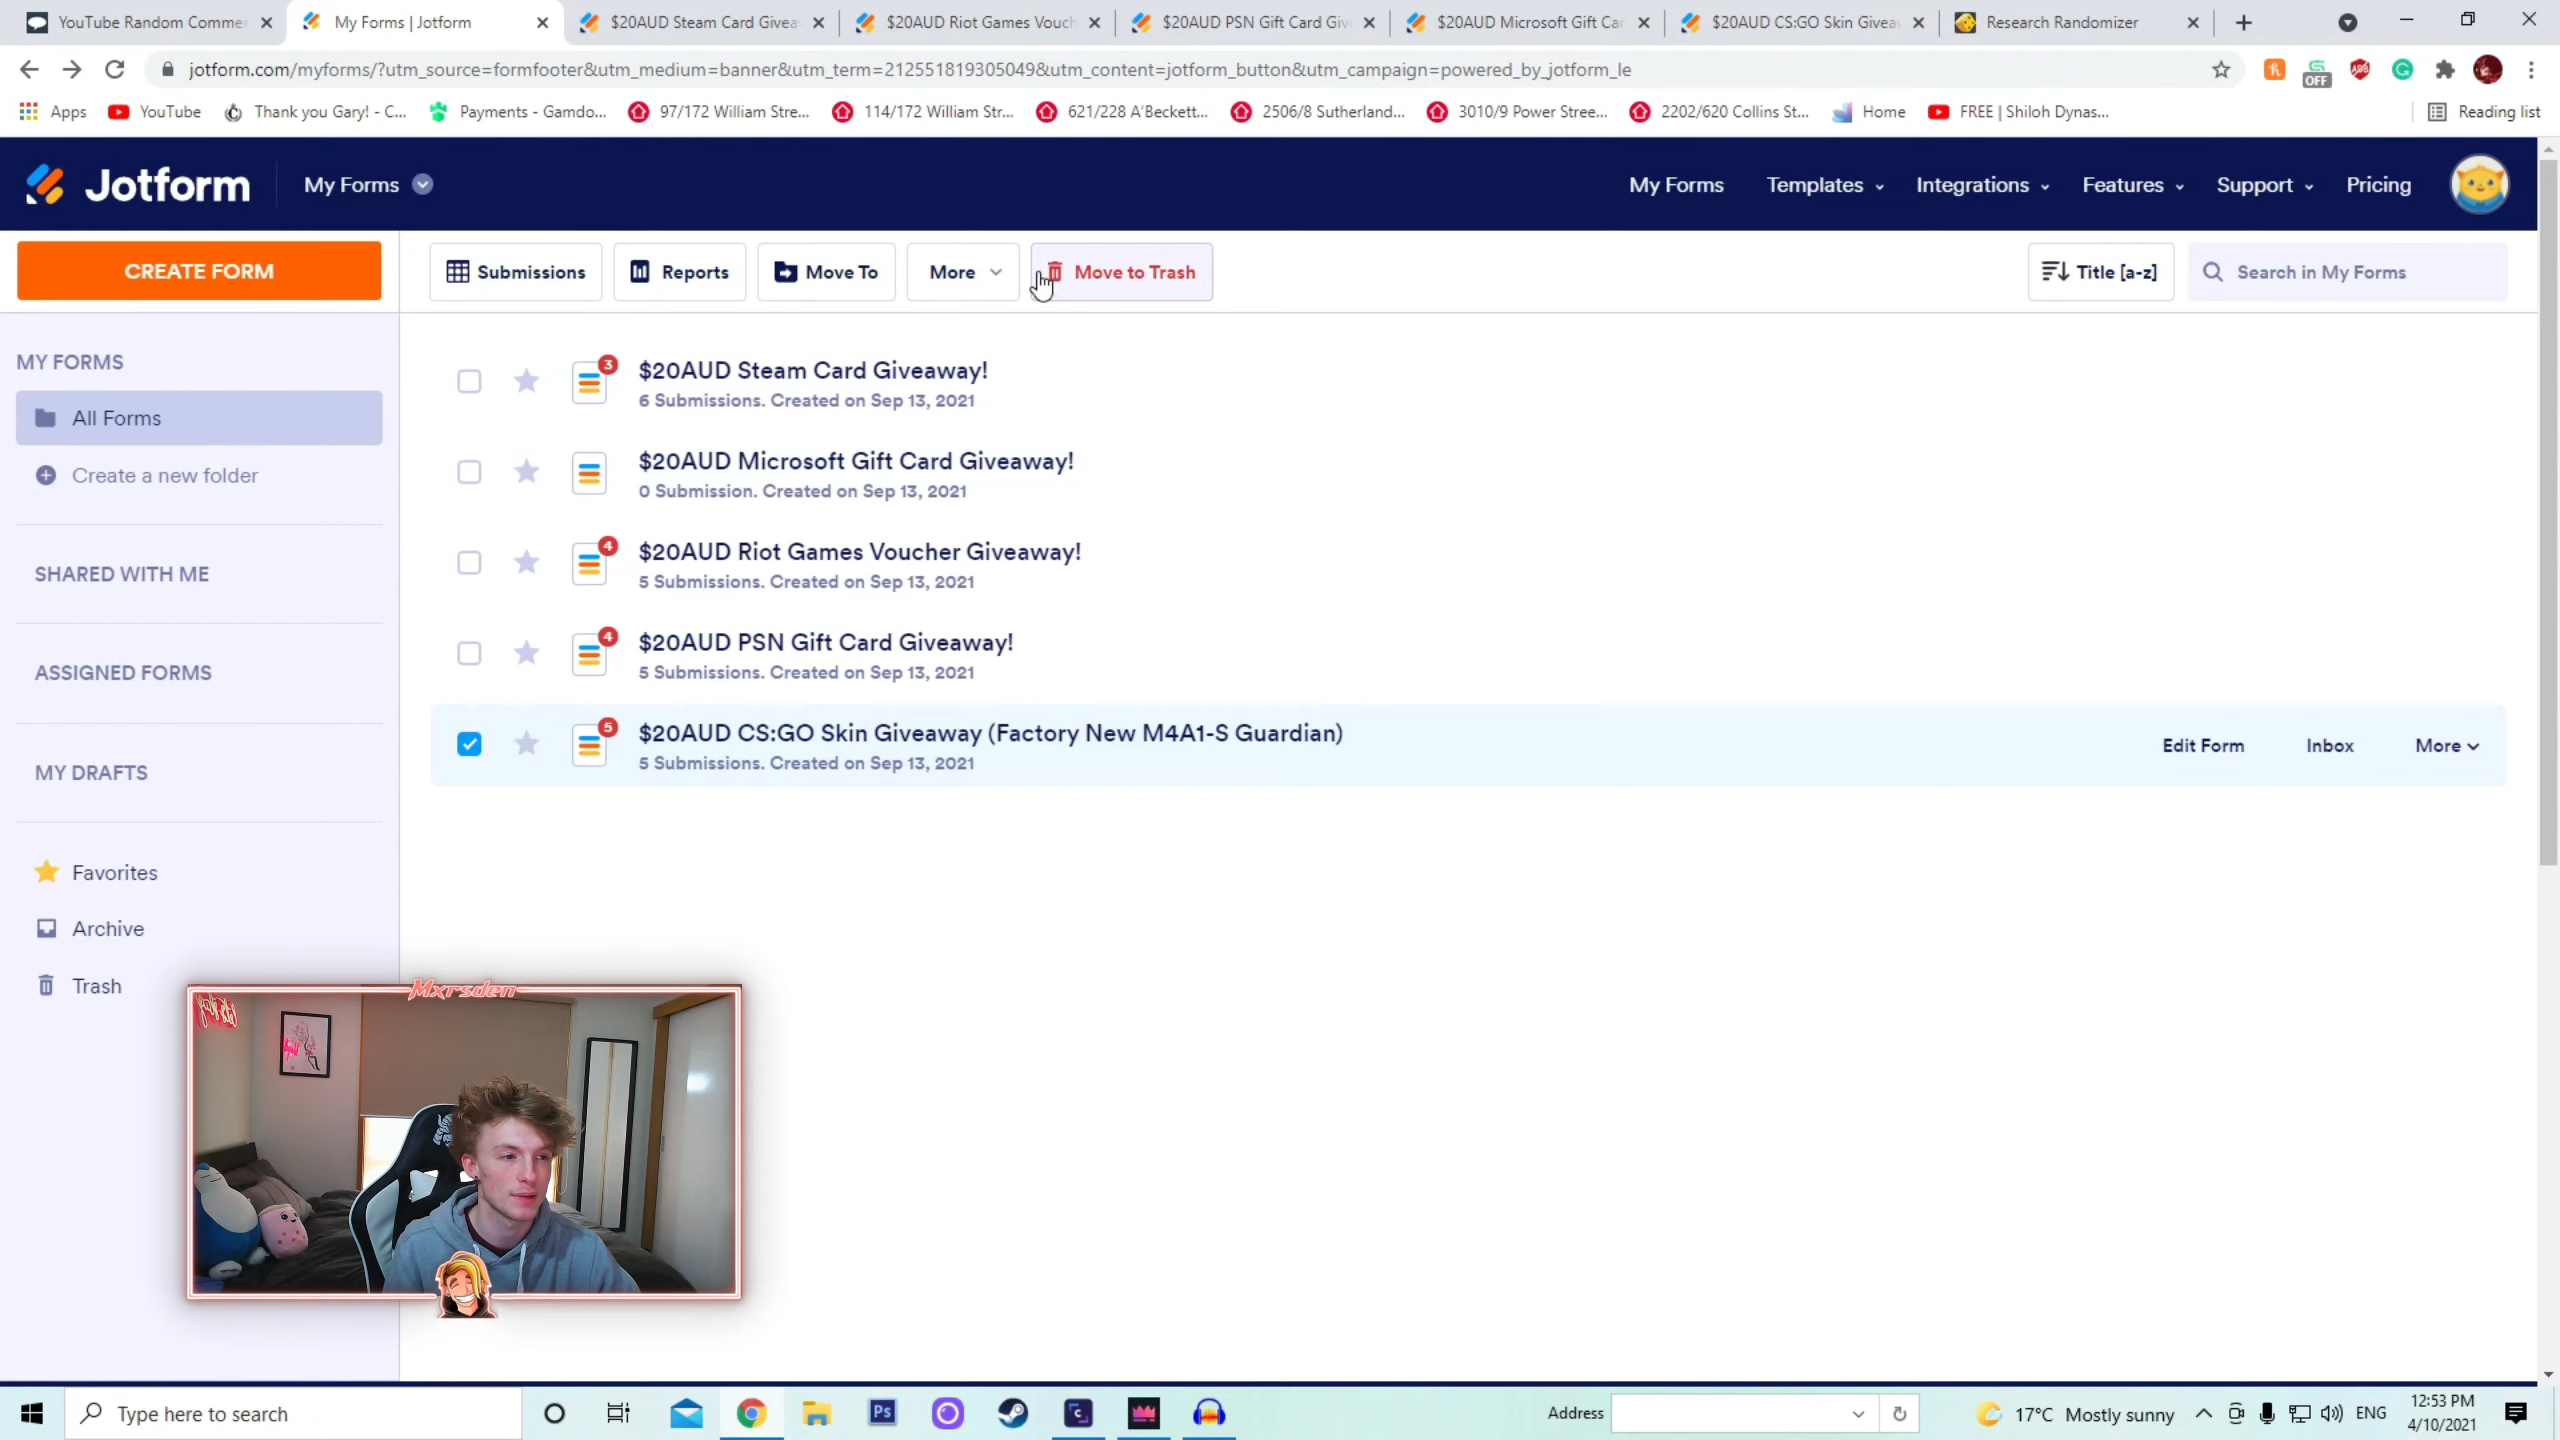 YouTube Random Commer
My Forms | Jotform
$20AUD Steam Card Givea
$20AUD Riot Games Vouch
$20AUD PSN Gift Card Giv
$20AUD Microsoft Gift Car
$20AUD CS:GO Skin Givea
Research Randomizer
jotform.com/myforms/?utm_source=formfooter&utm_medium=banner&utm_term=212551819305049&utm_content=jotform_button&utm_campaign=powered_by_jotform_le
OFF
Apps
YouTube
Thank you Gary! - C...
Payments - Gamdo...
97/172 William Stre...
114/172 William Str...
621/228 A'Beckett...
2506/8 Sutherland...
3010/9 Power Stree...
2202/620 Collins St...
Home
FREE | Shiloh Dynas...
Reading list
Jotform
My Forms
My Forms
Templates
Integrations
Features
Support
Pricing
CREATE FORM
Submissions
Reports
Move To
More
Move to Trash
Title [a-z]
Search in My Forms
MY FORMS
All Forms
Create a new folder
SHARED WITH ME
ASSIGNED FORMS
MY DRAFTS
Favorites
Archive
Trash
3
$20AUD Steam Card Giveaway!
6 Submissions. Created on Sep 13, 2021
$20AUD Microsoft Gift Card Giveaway!
0 Submission. Created on Sep 13, 2021
4
$20AUD Riot Games Voucher Giveaway!
5 Submissions. Created on Sep 13, 2021
4
$20AUD PSN Gift Card Giveaway!
5 Submissions. Created on Sep 13, 2021
5
$20AUD CS:GO Skin Giveaway (Factory New M4A1-S Guardian)
5 Submissions. Created on Sep 13, 2021
Edit Form
Inbox
More
Mxrsden
Type here to search
Ps
Address
17°C Mostly sunny
ENG
12:53 PM
4/10/2021